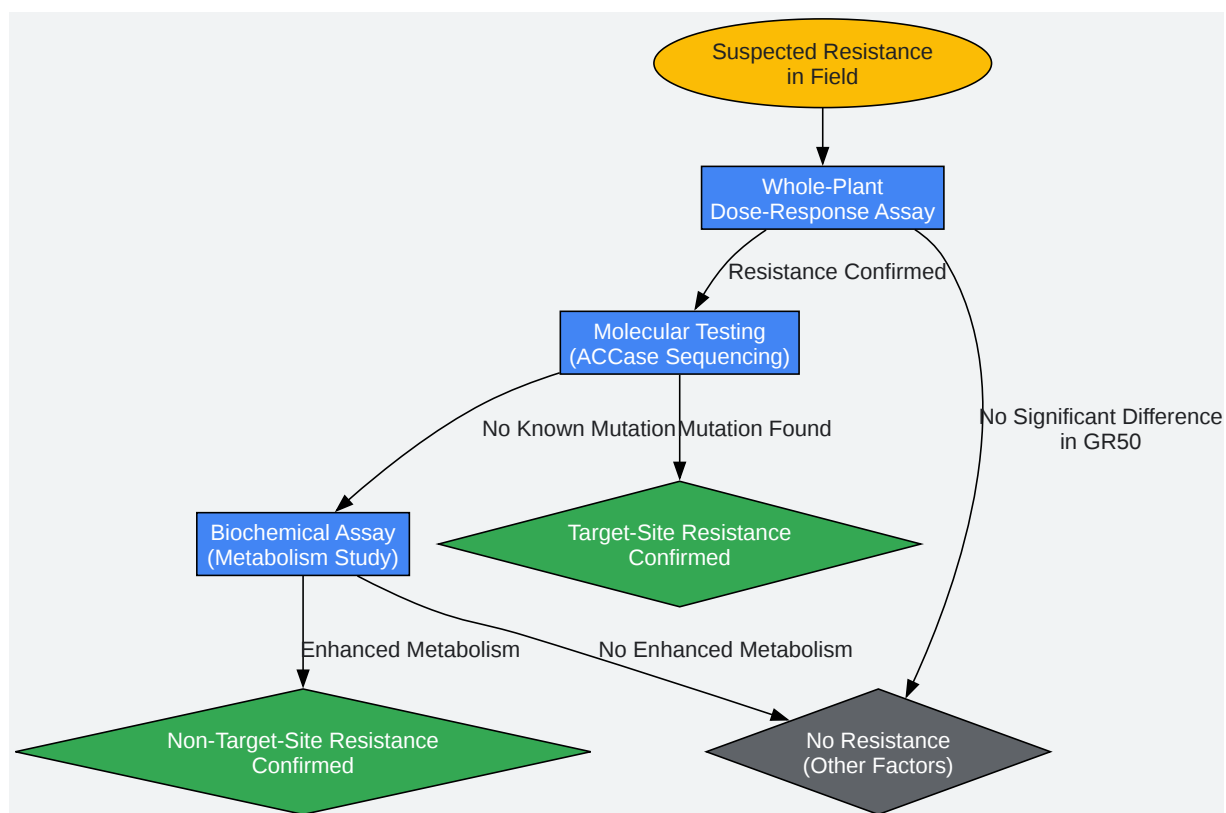 Suspected Resistance
in Field
Whole-Plant
Dose-Response Assay
Resistance Confirmed
Molecular Testing
(ACCase Sequencing)
No Known Mutation
Mutation Found
No Significant Difference
in GR50
Biochemical Assay
(Metabolism Study)
Target-Site Resistance
Confirmed
Enhanced Metabolism
No Enhanced Metabolism
Non-Target-Site Resistance
Confirmed
No Resistance
(Other Factors)